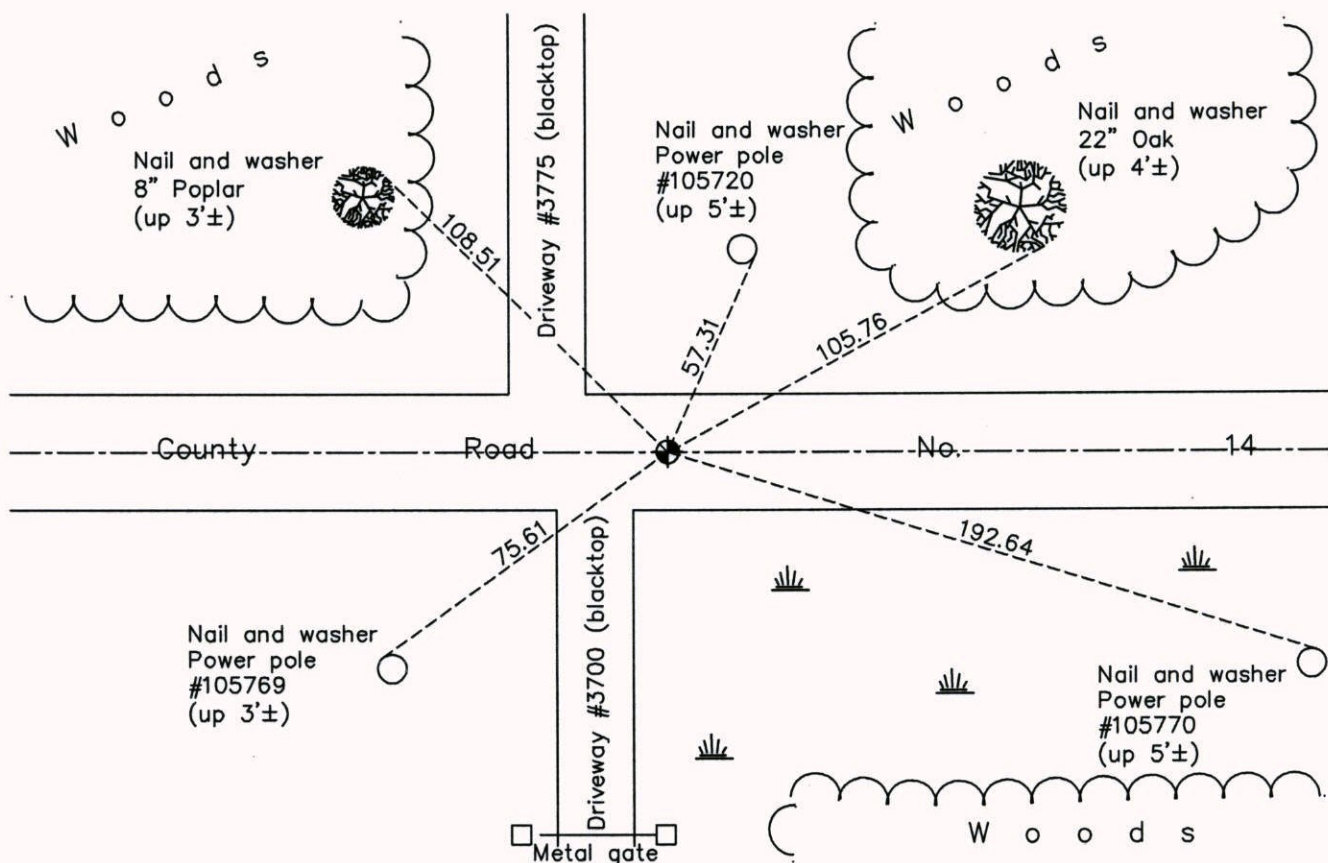 Woods
Nail and washer
8" Poplar
(up 3'±)
108.51
Driveway #3775 (blacktop)
Nail and washer
Power pole
#105720
(up 5'±)
57.31
Woods
Nail and washer
22" Oak
(up 4'±)
105.76
County Road No. 14
75.61
192.64
Nail and washer
Power pole
#105769
(up 3'±)
Driveway #3700 (blacktop)
Nail and washer
Power pole
#105770
(up 5'±)
Metal gate
Woods